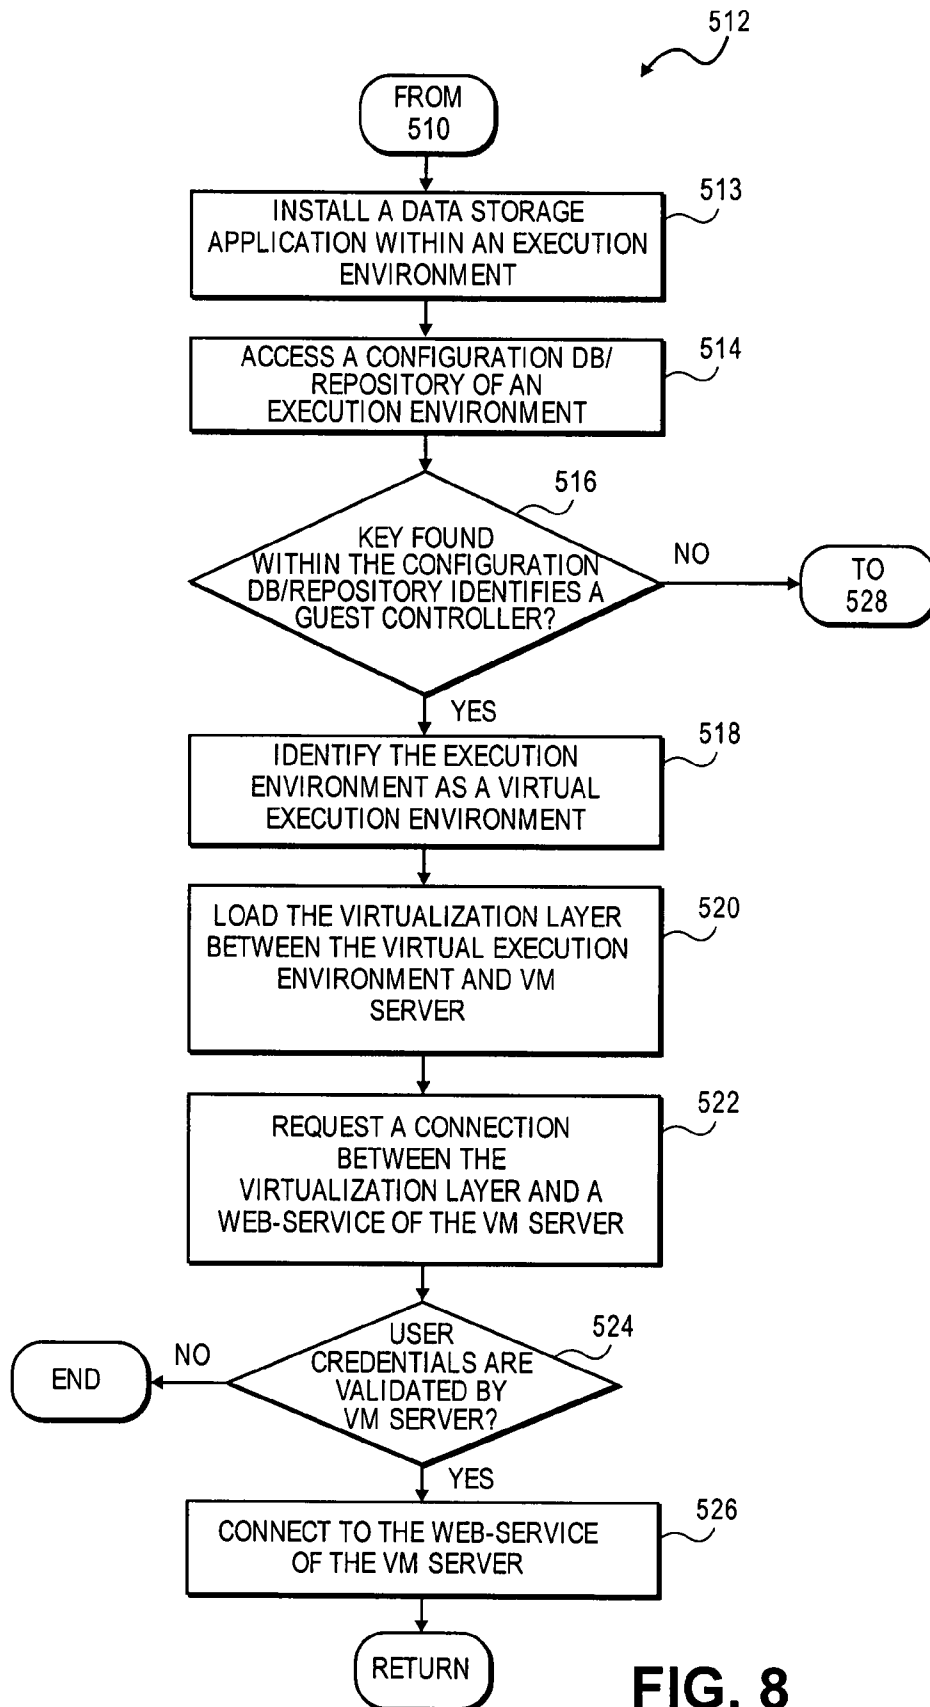 512
FROM
510
513
INSTALL A DATA STORAGE
APPLICATION WITHIN AN EXECUTION
ENVIRONMENT
514
ACCESS A CONFIGURATION DB/
REPOSITORY OF AN
EXECUTION ENVIRONMENT
516
KEY FOUND
WITHIN THE CONFIGURATION
DB/REPOSITORY IDENTIFIES A
GUEST CONTROLLER?
NO
TO
528
YES
518
IDENTIFY THE EXECUTION
ENVIRONMENT AS A VIRTUAL
EXECUTION ENVIRONMENT
520
LOAD THE VIRTUALIZATION LAYER
BETWEEN THE VIRTUAL EXECUTION
ENVIRONMENT AND VM
SERVER
522
REQUEST A CONNECTION
BETWEEN THE
VIRTUALIZATION LAYER AND A
WEB-SERVICE OF THE VM SERVER
524
USER
CREDENTIALS ARE
VALIDATED BY
VM SERVER?
NO
END
YES
526
CONNECT TO THE WEB-SERVICE
OF THE VM SERVER
RETURN
FIG. 8